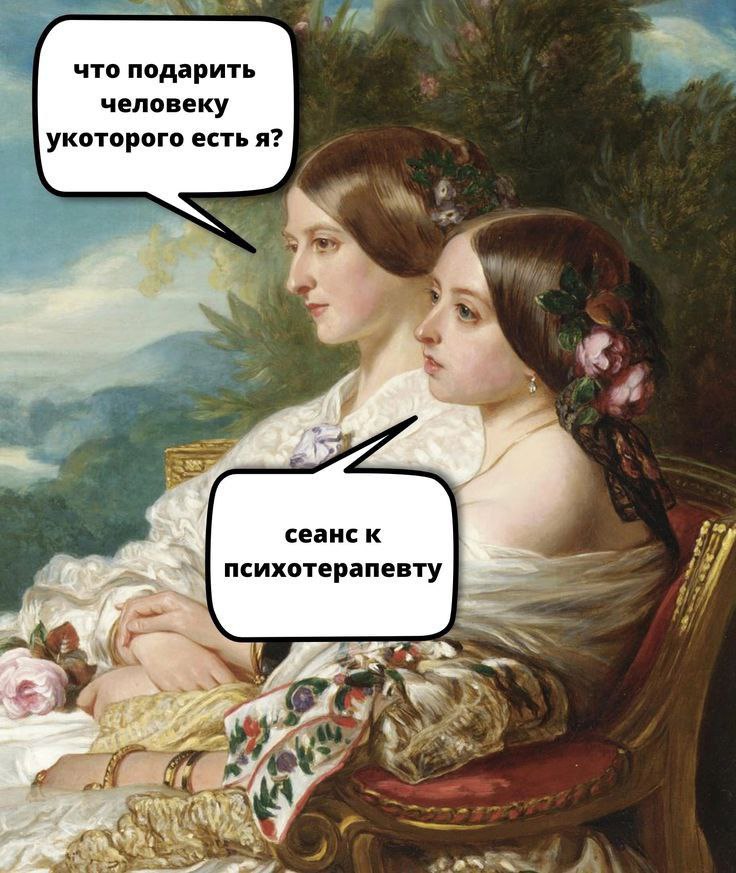 что подарить
человеку
укоторого есть я?
сеанс к
психотерапевту